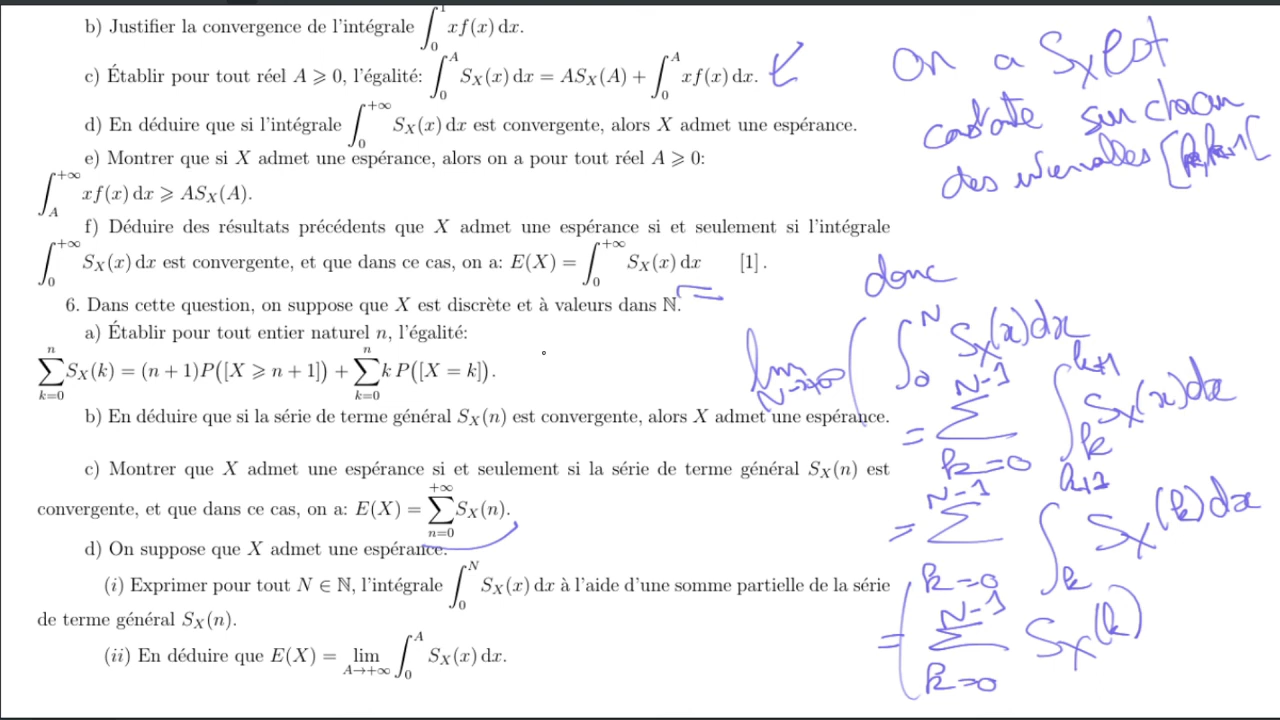 b) Justifier la convergence de l'intégrale ∫_0^1 xf(x) dx.
c) Établir pour tout réel A ⩾ 0, l'égalité: ∫_0^A S_X(x) dx = AS_X(A) + ∫_0^A xf(x) dx.
d) En déduire que si l'intégrale ∫_0^{+∞} S_X(x) dx est convergente, alors X admet une espérance.
e) Montrer que si X admet une espérance, alors on a pour tout réel A ⩾ 0:
∫_A^{+∞} xf(x) dx ⩾ AS_X(A).
f) Déduire des résultats précédents que X admet une espérance si et seulement si l'intégrale
∫_0^{+∞} S_X(x) dx est convergente, et que dans ce cas, on a: E(X) = ∫_0^{+∞} S_X(x) dx [1].
6. Dans cette question, on suppose que X est discrète et à valeurs dans ℕ.
a) Établir pour tout entier naturel n, l'égalité:
∑_{k=0}^n S_X(k) = (n+1)P([X ⩾ n+1]) + ∑_{k=0}^n k P([X = k]).
b) En déduire que si la série de terme général S_X(n) est convergente, alors X admet une espérance.
c) Montrer que X admet une espérance si et seulement si la série de terme général S_X(n) est
convergente, et que dans ce cas, on a: E(X) = ∑_{n=0}^{+∞} S_X(n).
d) On suppose que X admet une espérance.
(i) Exprimer pour tout N ∈ ℕ, l'intégrale ∫_0^N S_X(x) dx à l'aide d'une somme partielle de la série
de terme général S_X(n).
(ii) En déduire que E(X) = lim_{A→+∞} ∫_0^A S_X(x) dx.
On a S_X est
constante sur chacun
des intervalles [k,k+1[
donc
lim_{N→+∞} ( ∫_0^N S_X(x)dx
= ∑_{k=0}^{N-1} ∫_k^{k+1} S_X(x)dx
= ∑_{k=0}^{N-1} ∫_k^{k+1} S_X(k)dx
= ( ∑_{k=0}^{N-1} S_X(k)